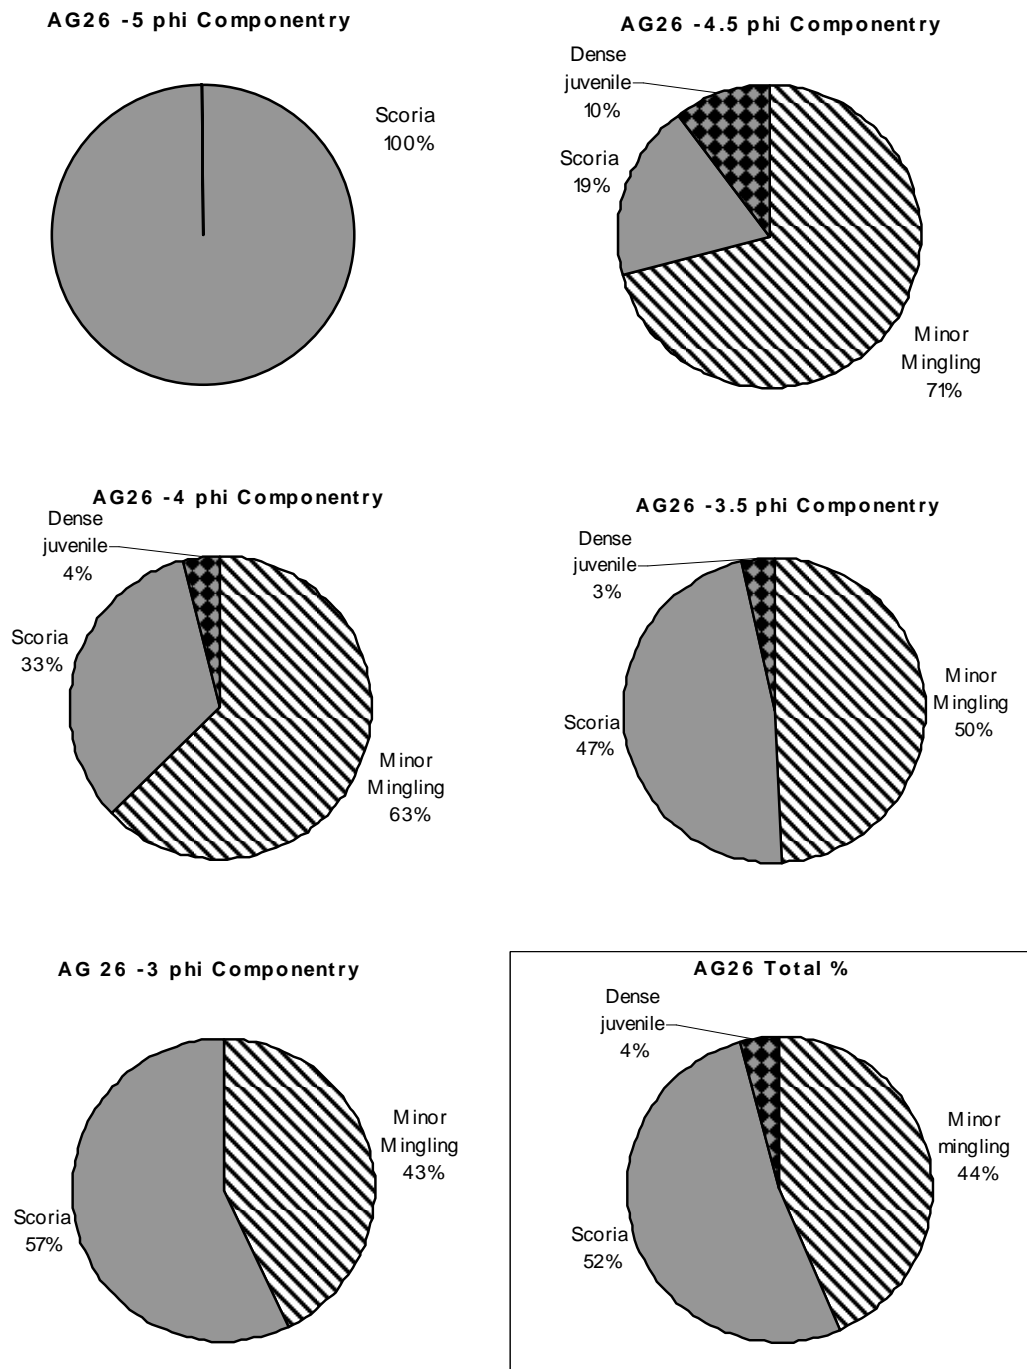 AG26 -5 phi Componentry
Scoria
100%
AG26 -4.5 phi Componentry
Dense
juvenile
10%
Scoria
19%
Minor
Mingling
71%
AG26 -4 phi Componentry
Dense
juvenile
4%
Scoria
33%
Minor
Mingling
63%
AG26 -3.5 phi Componentry
Dense
juvenile
3%
Scoria
47%
Minor
Mingling
50%
AG 26 -3 phi Componentry
Scoria
57%
Minor
Mingling
43%
AG26 Total %
Dense
juvenile
4%
Scoria
52%
Minor
mingling
44%